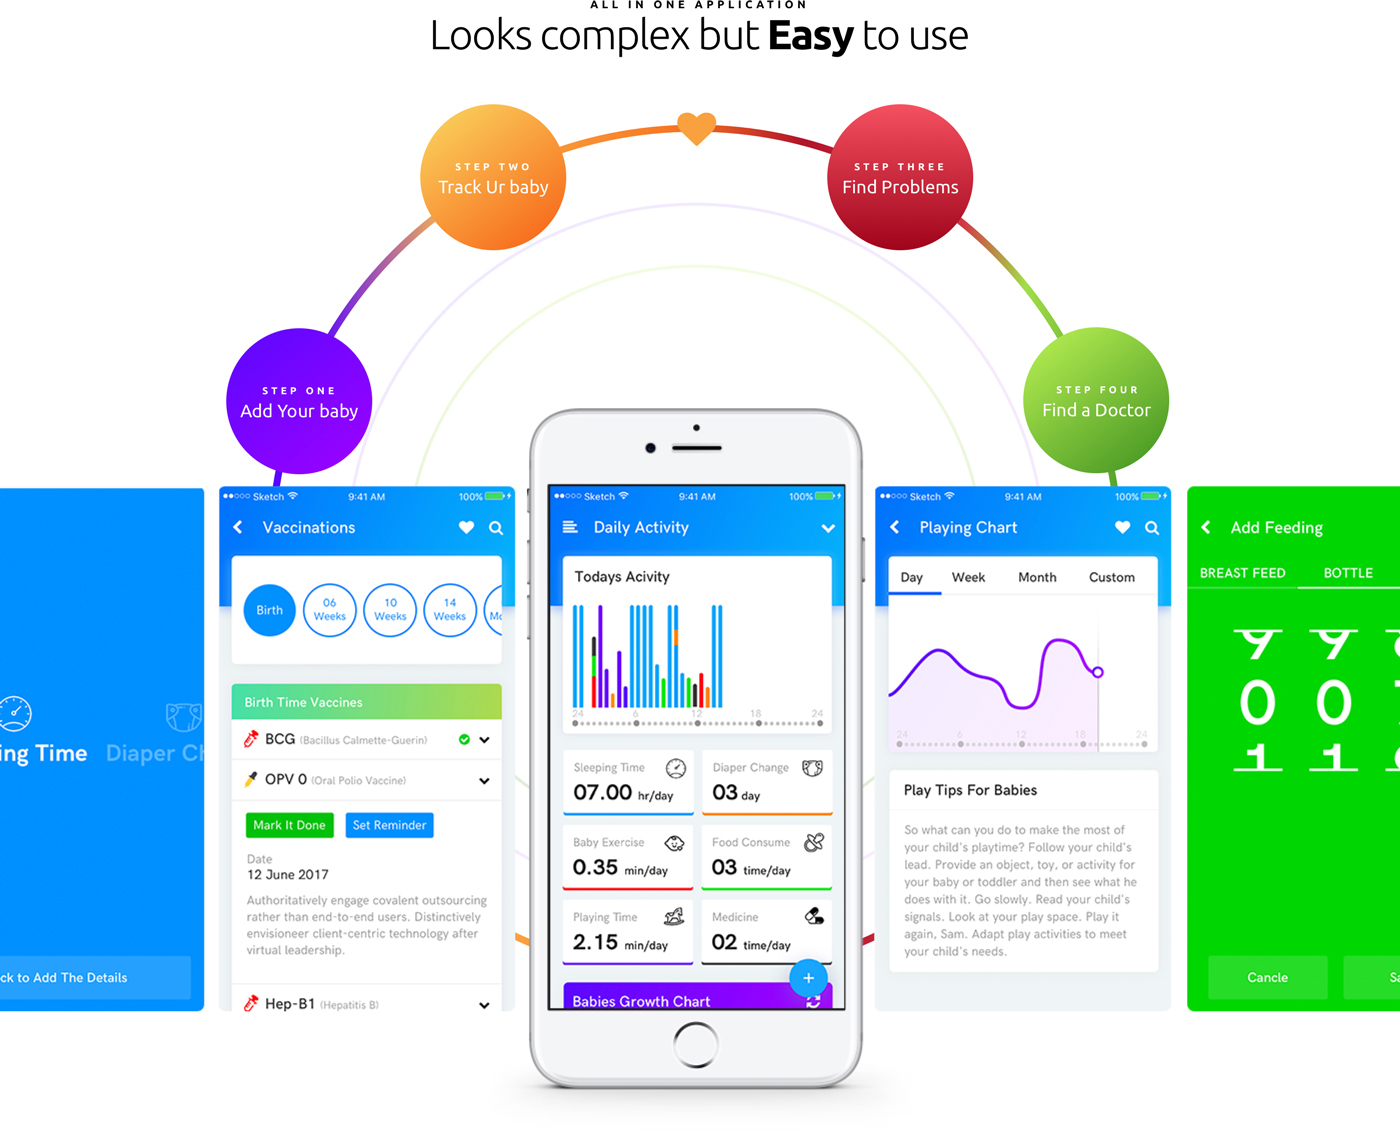 ALL IN ONE APPLICATION
Looks complex but Easy to use
STEP TWO
Track Ur baby
STEP THREE
Find Problems
STEP ONE
Add Your baby
STEP FOUR
Find a Doctor
ing Time
Diaper Ch
ck to Add The Details
Sketch
9:41 AM
100%
Vaccinations
Birth
06
Weeks
10
Weeks
14
Weeks
Mo
Birth Time Vaccines
BCG (Bacillus Calmette-Guerin)
OPV 0 (Oral Polio Vaccine)
Mark It Done
Set Reminder
Date
12 June 2017
Authoritatively engage covalent outsourcing
rather than end-to-end users. Distinctively
envisioneer client-centric technology after
virtual leadership.
Hep-B1 (Hepatitis B)
Sketch
9:41 AM
100%
Daily Activity
Todays Acivity
24 6 12 18 24
Sleeping Time
07.00 hr/day
Diaper Change
03 day
Baby Exercise
0.35 min/day
Food Consume
03 time/day
Playing Time
2.15 min/day
Medicine
02 time/day
+
Babies Growth Chart
Sketch
9:41 AM
100%
Playing Chart
Day Week Month Custom
24 6 12 18 24
Play Tips For Babies
So what can you do to make the most of
your child's playtime? Follow your child's
lead. Provide an object, toy, or activity for
your baby or toddler and then see what he
does with it. Go slowly. Read your child's
signals. Look at your play space. Play it
again, Sam. Adapt play activities to meet
your child's needs.
Add Feeding
BREAST FEED BOTTLE
9 9
0 0
1 1
Cancle
Sa